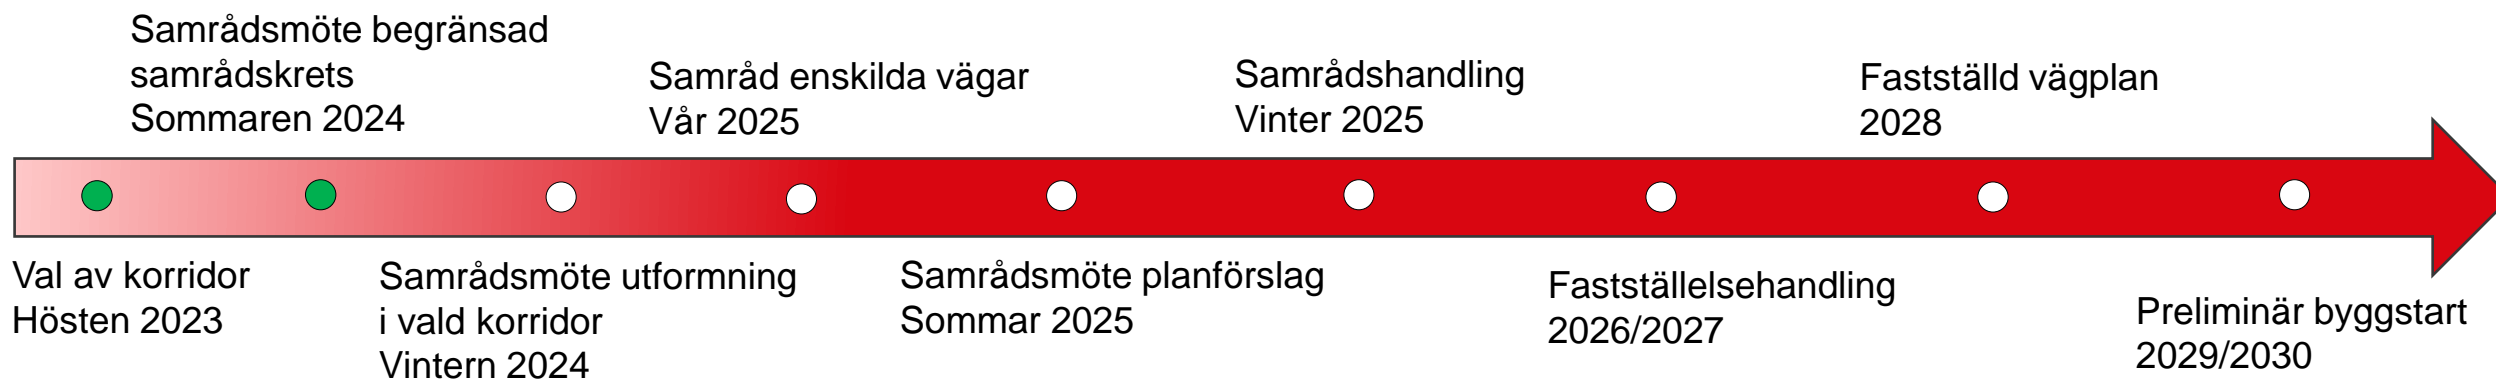 Val av korridor
Hösten 2023
Samrådsmöte begränsad
samrådskrets
Sommaren 2024
Samrådsmöte utformning
i vald korridor
Vintern 2024
Samråd enskilda vägar
Vår 2025
Samrådsmöte planförslag
Sommar 2025
Samrådshandling
Vinter 2025
Fastställelsehandling
2026/2027
Fastställd vägplan
2028
Preliminär byggstart
2029/2030